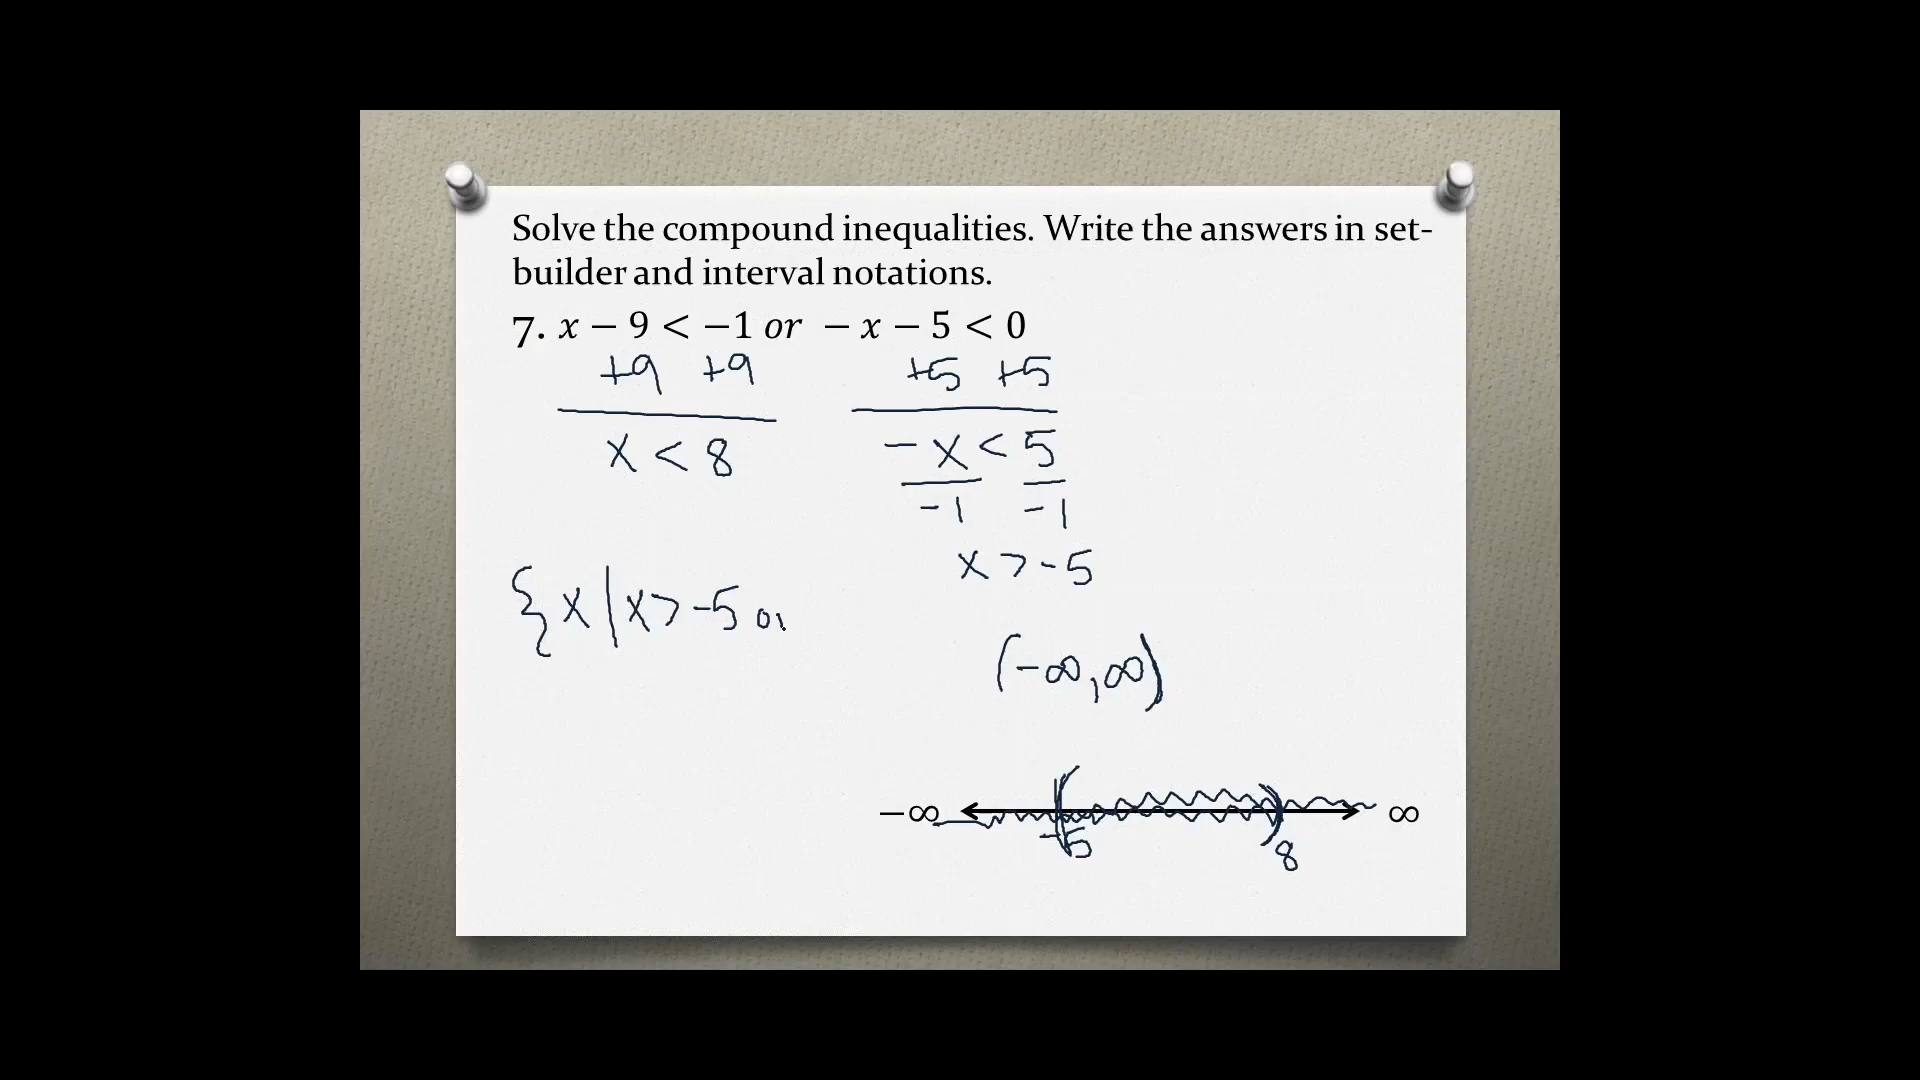 Solve the compound inequalities. Write the answers in set-
builder and interval notations.
7. x − 9 < −1 or − x − 5 < 0
+9 +9 +5 +5
x < 8 -x < 5
-1 -1
x > -5
{x|x > -5 or
(-∞,∞)
−∞ ∞
-5 8